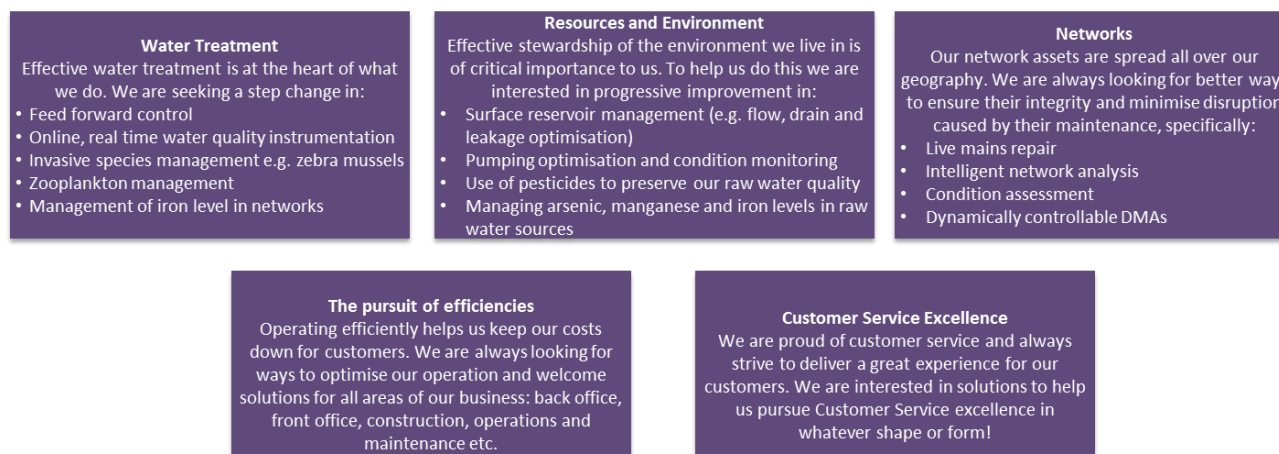 Water Treatment
Effective water treatment is at the heart of what
we do. We are seeking a step change in:
• Feed forward control
• Online, real time water quality instrumentation
• Invasive species management e.g. zebra mussels
• Zooplankton management
• Management of iron level in networks
Resources and Environment
Effective stewardship of the environment we live in is
of critical importance to us. To help us do this we are
interested in progressive improvement in:
• Surface reservoir management (e.g. flow, drain and
leakage optimisation)
• Pumping optimisation and condition monitoring
• Use of pesticides to preserve our raw water quality
• Managing arsenic, manganese and iron levels in raw
water sources
Networks
Our network assets are spread all over our
geography. We are always looking for better way
to ensure their integrity and minimise disruption
caused by their maintenance, specifically:
• Live mains repair
• Intelligent network analysis
• Condition assessment
• Dynamically controllable DMAs
The pursuit of efficiencies
Operating efficiently helps us keep our costs
down for customers. We are always looking for
ways to optimise our operation and welcome
solutions for all areas of our business: back office,
front office, construction, operations and
maintenance etc.
Customer Service Excellence
We are proud of customer service and always
strive to deliver a great experience for our
customers. We are interested in solutions to help
us pursue Customer Service excellence in
whatever shape or form!